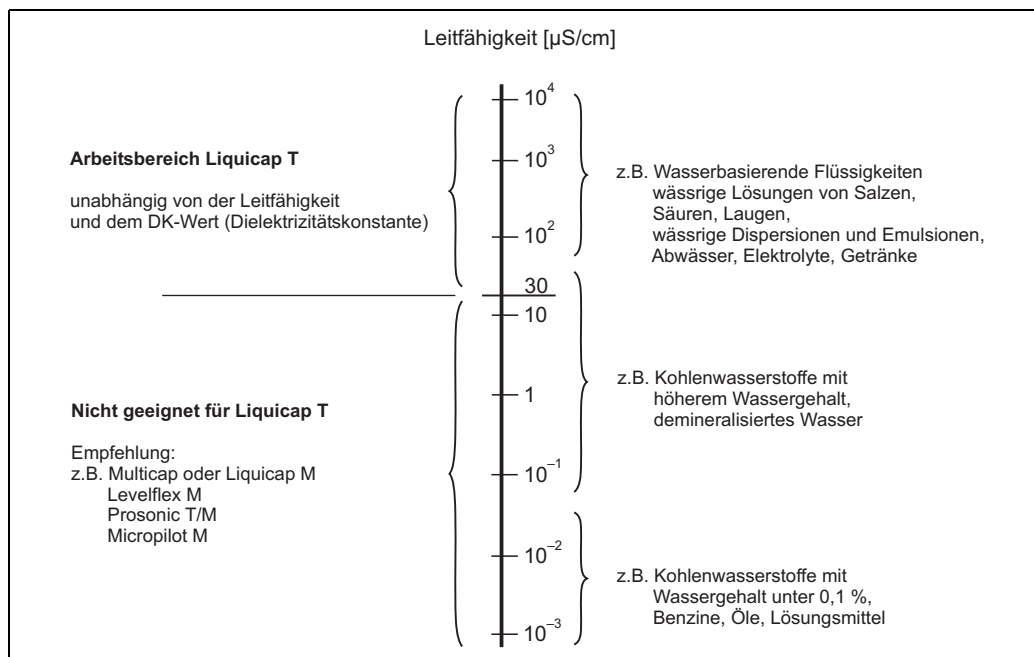 Leitfähigkeit [µS/cm]
Arbeitsbereich Liquicap T
unabhängig von der Leitfähigkeit
und dem DK-Wert (Dielektrizitätskonstante)
Nicht geeignet für Liquicap T
Empfehlung:
z.B. Multicap oder Liquicap M
Levelflex M
Prosonic T/M
Micropilot M
10⁴
10³
10²
30
10
1
10⁻¹
10⁻²
10⁻³
z.B. Wasserbasierende Flüssigkeiten
wässrige Lösungen von Salzen,
Säuren, Laugen,
wässrige Dispersionen und Emulsionen,
Abwässer, Elektrolyte, Getränke
z.B. Kohlenwasserstoffe mit
höherem Wassergehalt,
demineralisiertes Wasser
z.B. Kohlenwasserstoffe mit
Wassergehalt unter 0,1 %,
Benzine, Öle, Lösungsmittel